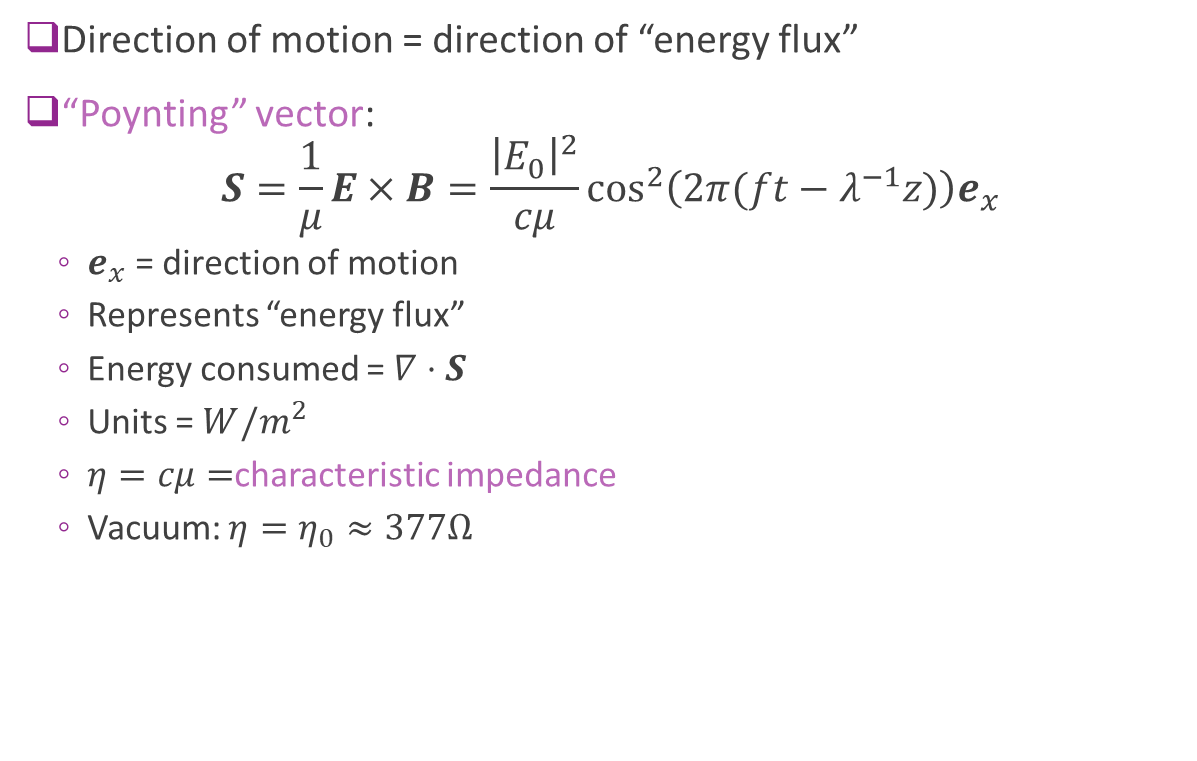 ❑Direction of motion = direction of “energy flux”
❑“Poynting” vector:
𝑺 = 1/𝜇 𝑬 × 𝑩 = |𝐸₀|²/𝑐𝜇 cos²(2𝜋(𝑓𝑡 − 𝜆⁻¹𝑧))𝒆ₓ
◦ 𝒆ₓ = direction of motion
◦ Represents “energy flux”
◦ Energy consumed = ∇ · 𝑺
◦ Units = 𝑊/𝑚²
◦ 𝜂 = 𝑐𝜇 =characteristic impedance
◦ Vacuum: 𝜂 = 𝜂₀ ≈ 377Ω